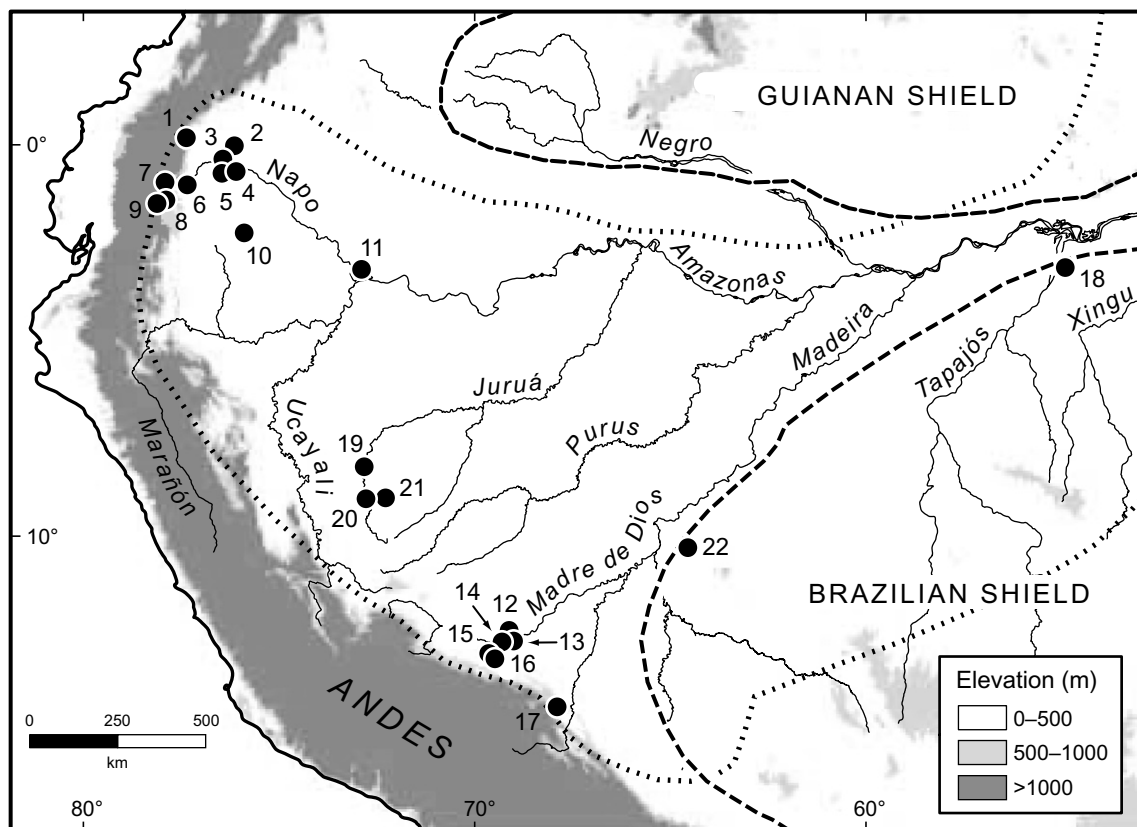 GUIANAN SHIELD
Negro
0°
1
3
2
7
Napo
9
8
6
5
4
10
11
Amazonas
18
Xingu
Madeira
Tapajós
Juruá
Ucayali
Marañón
Purus
19
20
21
10°
Madre de Dios
22
BRAZILIAN SHIELD
14
12
15
13
16
17
ANDES
0
250
500
km
Elevation (m)
0–500
500–1000
>1000
80°
70°
60°